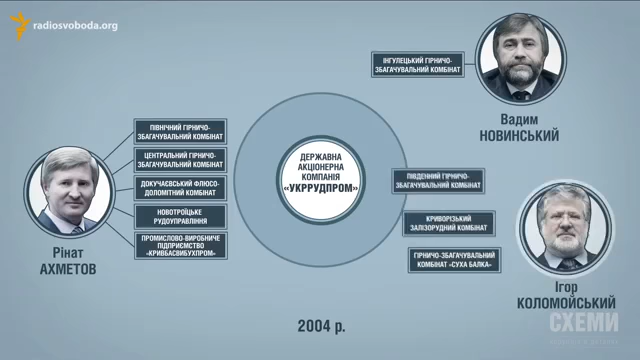 radiosvoboda.org
ІНГУЛЕЦЬКИЙ ГІРНИЧО-
ЗБАГАЧУВАЛЬНИЙ КОМБІНАТ
Вадим
НОВИНСЬКИЙ
ПІВНІЧНИЙ ГІРНИЧО-
ЗБАГАЧУВАЛЬНИЙ КОМБІНАТ
ЦЕНТРАЛЬНИЙ ГІРНИЧО-
ЗБАГАЧУВАЛЬНИЙ КОМБІНАТ
ДОКУЧАЄВСЬКИЙ ФЛЮСО-
ДОЛОМІТНИЙ КОМБІНАТ
НОВОТРОЇЦЬКЕ
РУДОУПРАВЛІННЯ
ПРОМИСЛОВО-ВИРОБНИЧЕ
ПІДПРИЄМСТВО
«КРИВБАСВИБУХПРОМ»
Рінат
АХМЕТОВ
ДЕРЖАВНА
АКЦІОНЕРНА
КОМПАНІЯ
«УКРРУДПРОМ»
ПІВДЕННИЙ ГІРНИЧО-
ЗБАГАЧУВАЛЬНИЙ КОМБІНАТ
КРИВОРІЗЬКИЙ
ЗАЛІЗОРУДНИЙ КОМБІНАТ
ГІРНИЧО-ЗБАГАЧУВАЛЬНИЙ
КОМБІНАТ «СУХА БАЛКА»
Ігор
КОЛОМОЙСЬКИЙ
2004 р.
СХЕМИ